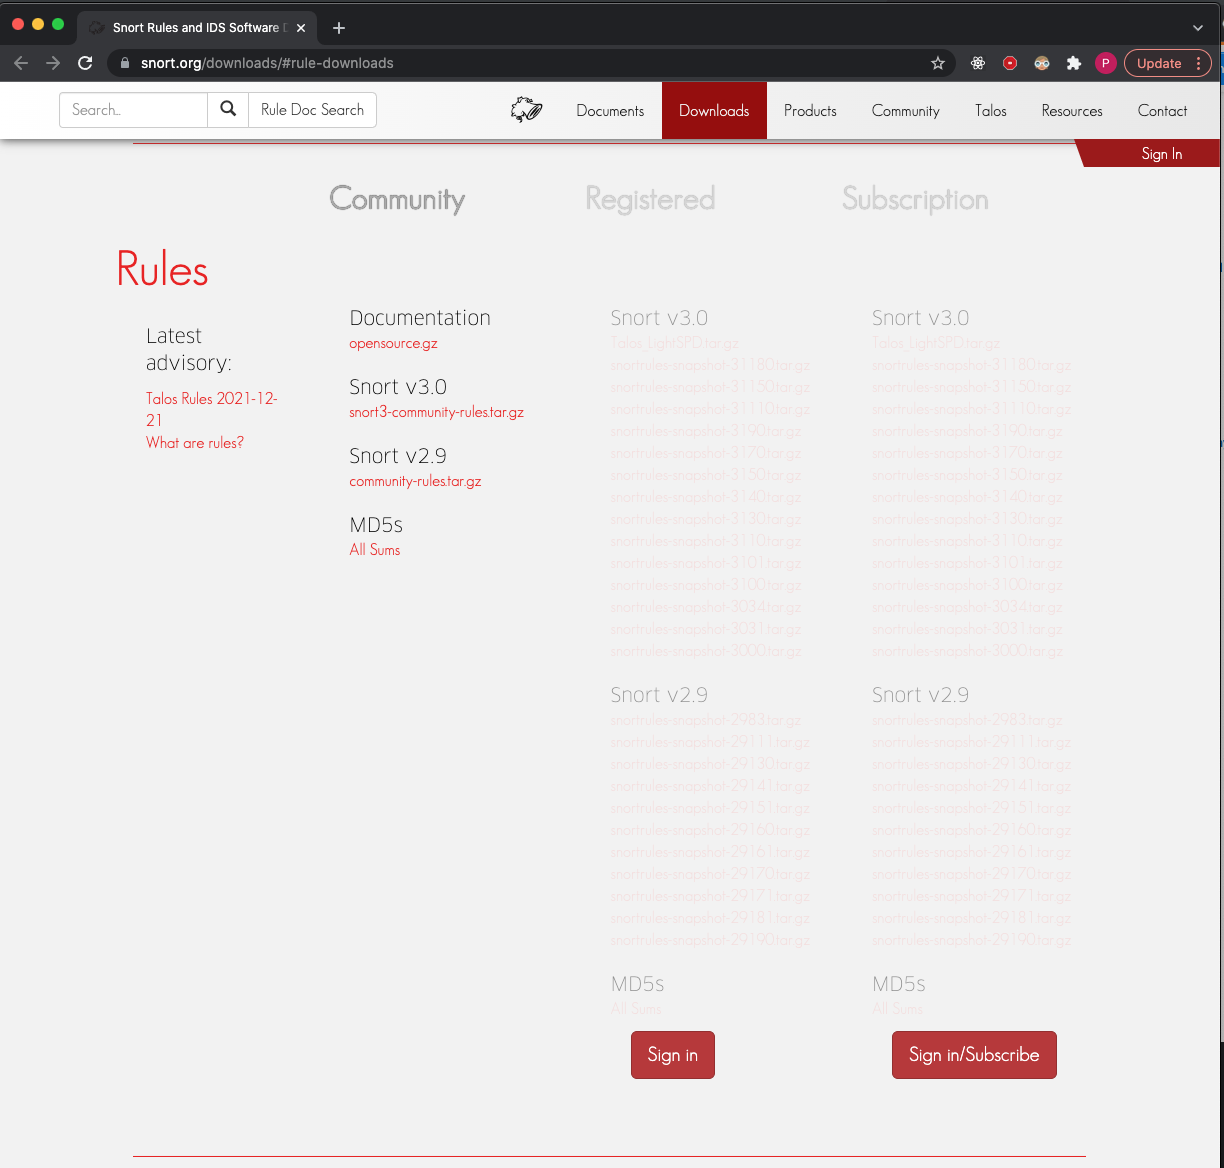 Snort Rules and IDS Software D
snort.org/downloads/#rule-downloads
P
Update
Search..
Rule Doc Search
Documents
Downloads
Products
Community
Talos
Resources
Contact
Sign In
Community
Registered
Subscription
Rules
Latest
advisory:
Talos Rules 2021-12-
21
What are rules?
Documentation
opensource.gz
Snort v3.0
snort3-community-rules.tar.gz
Snort v2.9
community-rules.tar.gz
MD5s
All Sums
Snort v3.0
Talos_LightSPD.tar.gz
snortrules-snapshot-31180.tar.gz
snortrules-snapshot-31150.tar.gz
snortrules-snapshot-31110.tar.gz
snortrules-snapshot-3190.tar.gz
snortrules-snapshot-3170.tar.gz
snortrules-snapshot-3150.tar.gz
snortrules-snapshot-3140.tar.gz
snortrules-snapshot-3130.tar.gz
snortrules-snapshot-3110.tar.gz
snortrules-snapshot-3101.tar.gz
snortrules-snapshot-3100.tar.gz
snortrules-snapshot-3034.tar.gz
snortrules-snapshot-3031.tar.gz
snortrules-snapshot-3000.tar.gz
Snort v2.9
snortrules-snapshot-2983.tar.gz
snortrules-snapshot-29111.tar.gz
snortrules-snapshot-29130.tar.gz
snortrules-snapshot-29141.tar.gz
snortrules-snapshot-29151.tar.gz
snortrules-snapshot-29160.tar.gz
snortrules-snapshot-29161.tar.gz
snortrules-snapshot-29170.tar.gz
snortrules-snapshot-29171.tar.gz
snortrules-snapshot-29181.tar.gz
snortrules-snapshot-29190.tar.gz
MD5s
All Sums
Sign in
Snort v3.0
Talos_LightSPD.tar.gz
snortrules-snapshot-31180.tar.gz
snortrules-snapshot-31150.tar.gz
snortrules-snapshot-31110.tar.gz
snortrules-snapshot-3190.tar.gz
snortrules-snapshot-3170.tar.gz
snortrules-snapshot-3150.tar.gz
snortrules-snapshot-3140.tar.gz
snortrules-snapshot-3130.tar.gz
snortrules-snapshot-3110.tar.gz
snortrules-snapshot-3101.tar.gz
snortrules-snapshot-3100.tar.gz
snortrules-snapshot-3034.tar.gz
snortrules-snapshot-3031.tar.gz
snortrules-snapshot-3000.tar.gz
Snort v2.9
snortrules-snapshot-2983.tar.gz
snortrules-snapshot-29111.tar.gz
snortrules-snapshot-29130.tar.gz
snortrules-snapshot-29141.tar.gz
snortrules-snapshot-29151.tar.gz
snortrules-snapshot-29160.tar.gz
snortrules-snapshot-29161.tar.gz
snortrules-snapshot-29170.tar.gz
snortrules-snapshot-29171.tar.gz
snortrules-snapshot-29181.tar.gz
snortrules-snapshot-29190.tar.gz
MD5s
All Sums
Sign in/Subscribe